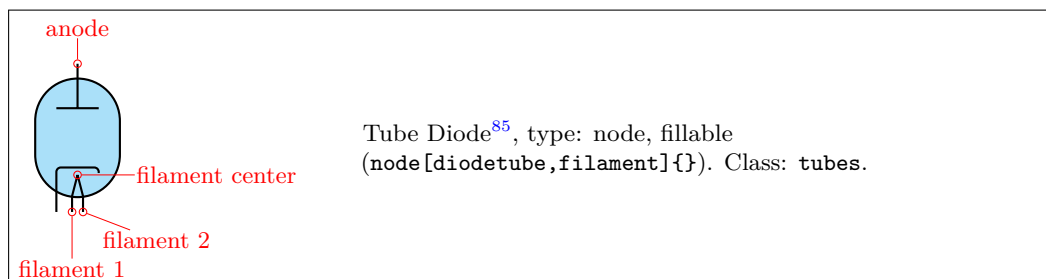 anode
Tube Diode85, type: node, fillable
(node[diodetube,filament]{}). Class: tubes.
filament center
filament 2
filament 1